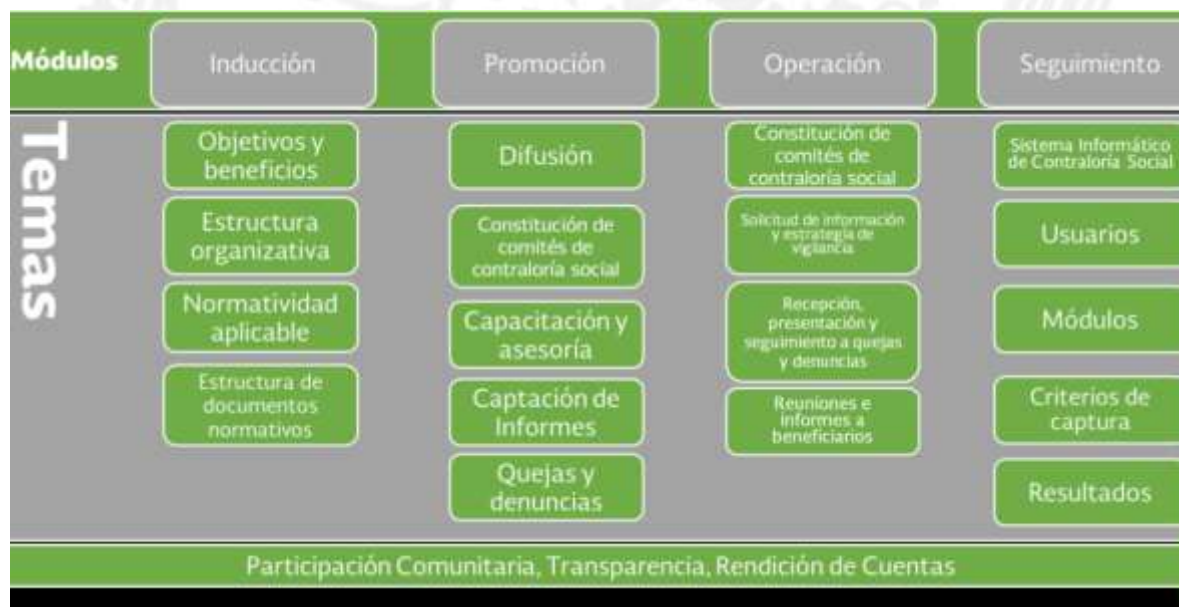 Módulos
Inducción
Promoción
Operación
Seguimiento
Temas
Objetivos y
beneficios
Estructura
organizativa
Normatividad
aplicable
Estructura de
documentos
normativos
Difusión
Constitución de
comités de
contraloría social
Capacitación y
asesoría
Captación de
Informes
Quejas y
denuncias
Constitución de
comités de
contraloría social
Solicitud de información
y estrategia de
vigilancia
Recepción,
presentación y
seguimiento a quejas
y denuncias
Reuniones e
informes a
beneficiarios
Sistema Informático
de Contraloría Social
Usuarios
Módulos
Criterios de
captura
Resultados
Participación Comunitaria, Transparencia, Rendición de Cuentas